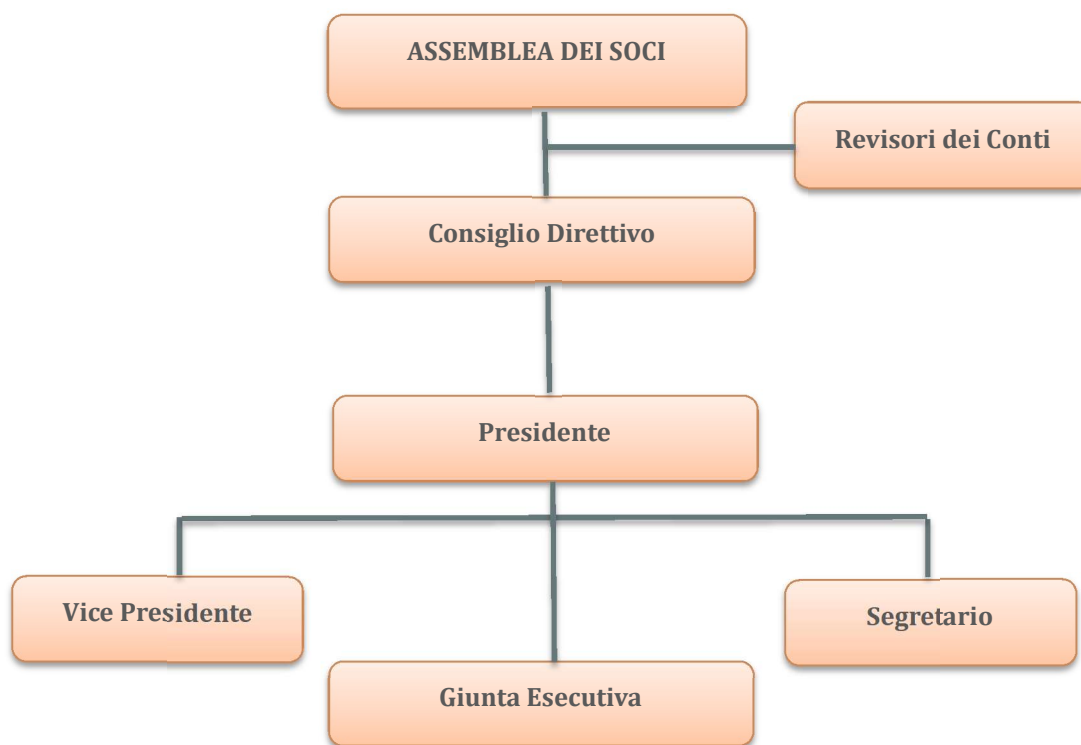 ASSEMBLEA DEI SOCI
Revisori dei Conti
Consiglio Direttivo
Presidente
Vice Presidente
Segretario
Giunta Esecutiva